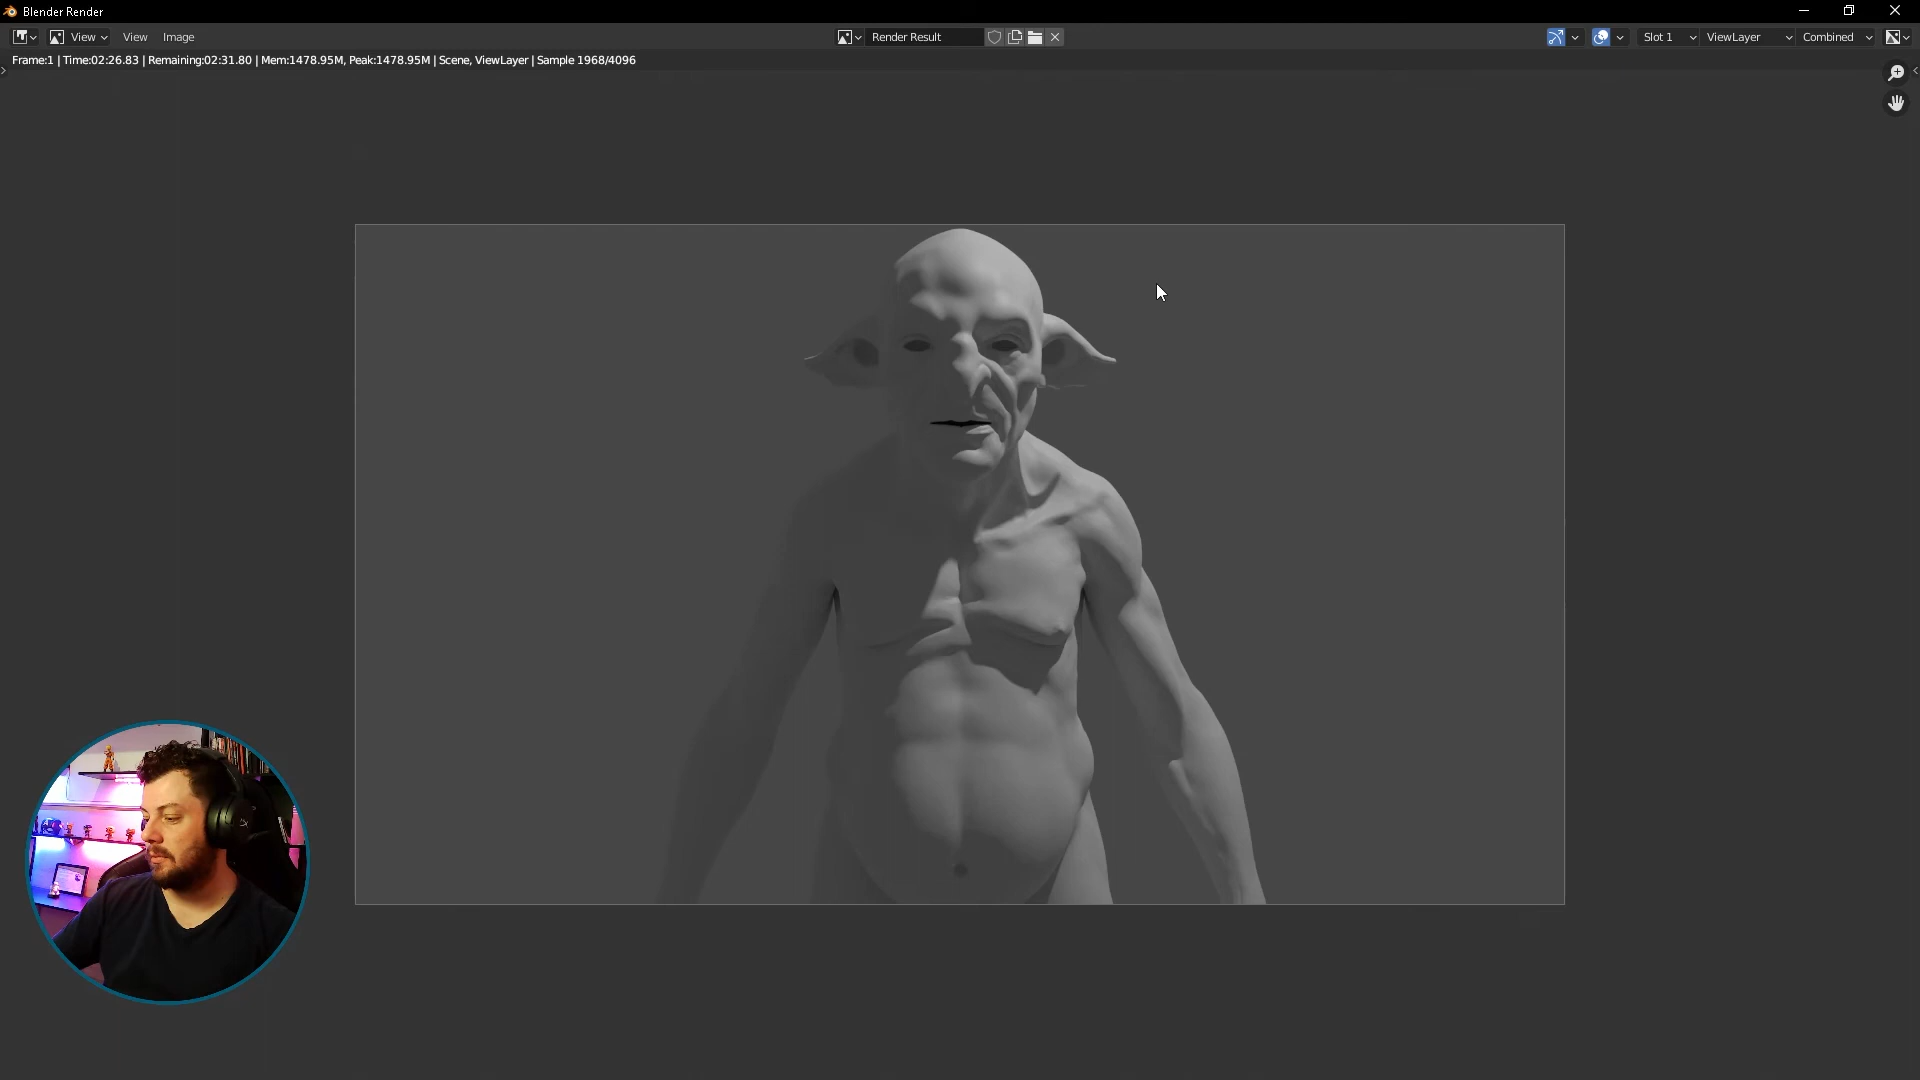 Blender Render
View View Image Render Result Slot 1 ViewLayer Combined
Frame:1 | Time:02:26.83 | Remaining:02:31.80 | Mem:1478.95M, Peak:1478.95M | Scene, ViewLayer | Sample 1968/4096